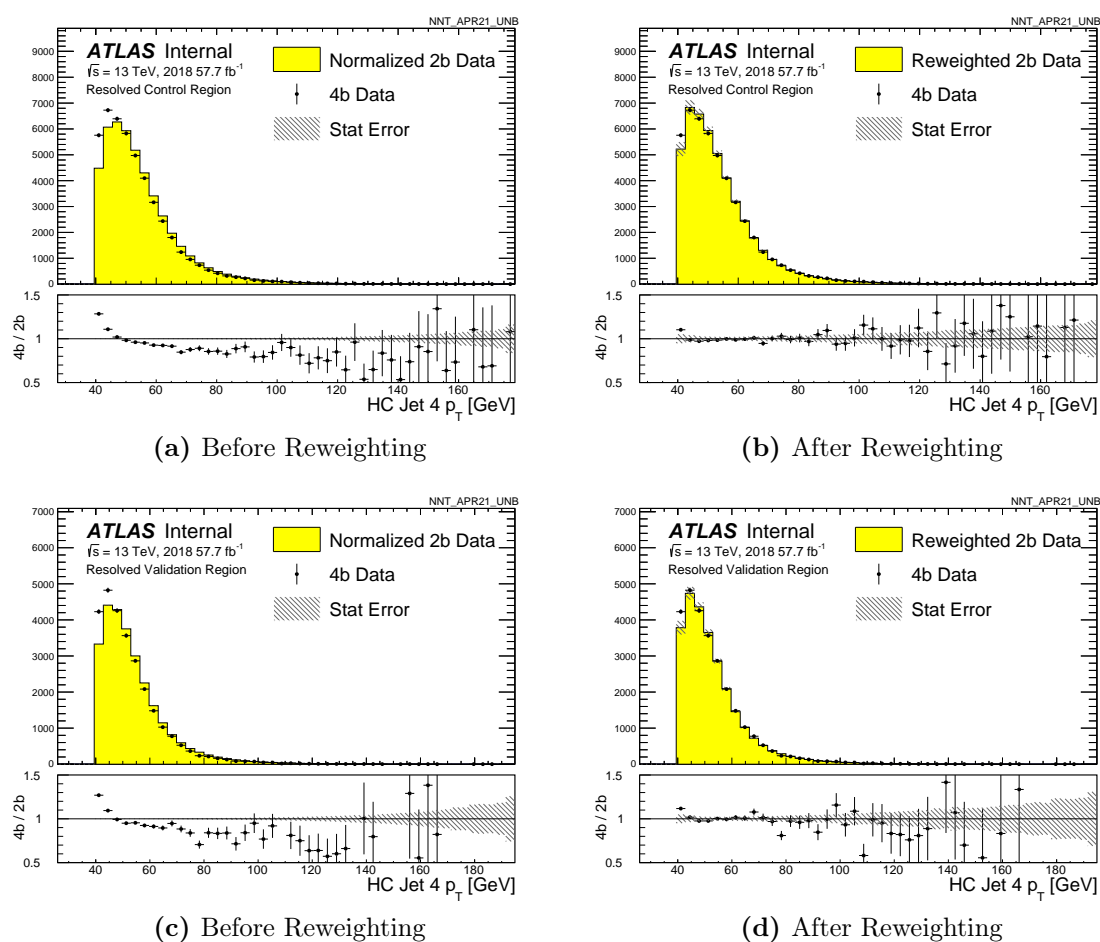 NNT_APR21_UNB
ATLAS Internal
√s = 13 TeV, 2018 57.7 fb⁻¹
Resolved Control Region
Normalized 2b Data
4b Data
Stat Error
9000
8000
7000
6000
5000
4000
3000
2000
1000
0
4b / 2b
1.5
1
0.5
40 60 80 100 120 140 160
HC Jet 4 p_T [GeV]
(a) Before Reweighting
NNT_APR21_UNB
ATLAS Internal
√s = 13 TeV, 2018 57.7 fb⁻¹
Resolved Control Region
Reweighted 2b Data
4b Data
Stat Error
9000
8000
7000
6000
5000
4000
3000
2000
1000
0
4b / 2b
1.5
1
0.5
40 60 80 100 120 140 160
HC Jet 4 p_T [GeV]
(b) After Reweighting
NNT_APR21_UNB
ATLAS Internal
√s = 13 TeV, 2018 57.7 fb⁻¹
Resolved Validation Region
Normalized 2b Data
4b Data
Stat Error
7000
6000
5000
4000
3000
2000
1000
0
4b / 2b
1.5
1
0.5
40 60 80 100 120 140 160 180
HC Jet 4 p_T [GeV]
(c) Before Reweighting
NNT_APR21_UNB
ATLAS Internal
√s = 13 TeV, 2018 57.7 fb⁻¹
Resolved Validation Region
Reweighted 2b Data
4b Data
Stat Error
7000
6000
5000
4000
3000
2000
1000
0
4b / 2b
1.5
1
0.5
40 60 80 100 120 140 160 180
HC Jet 4 p_T [GeV]
(d) After Reweighting